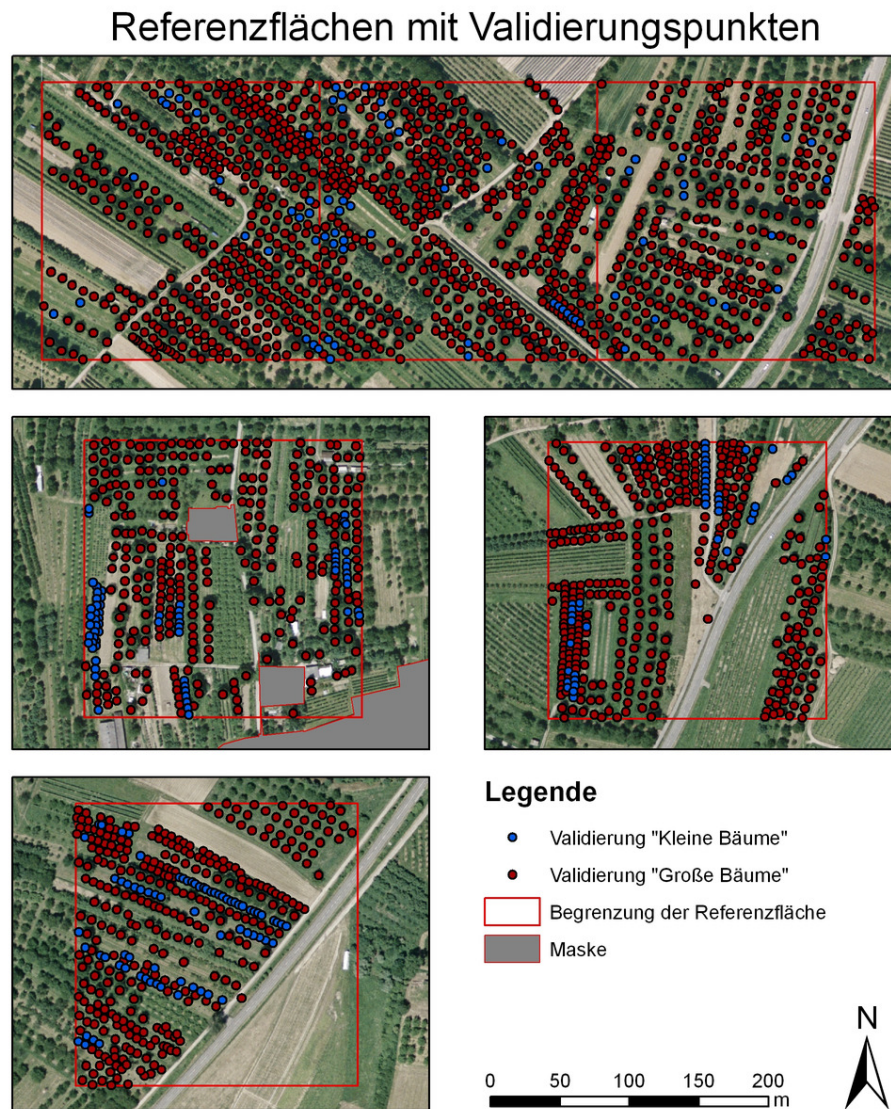 Referenzflächen mit Validierungspunkten
Legende
Validierung "Kleine Bäume"
Validierung "Große Bäume"
Begrenzung der Referenzfläche
Maske
N
0 50 100 150 200
m